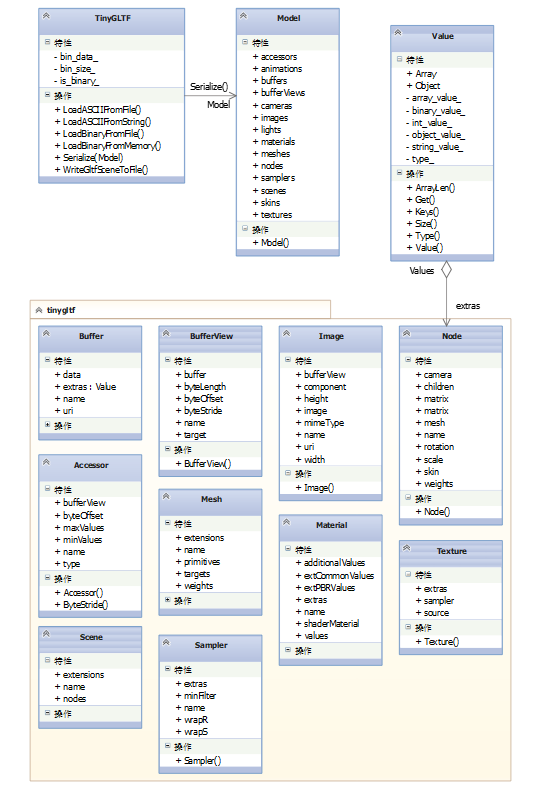 TinyGLTF
特性
- bin_data_
- bin_size_
- is_binary_
操作
+ LoadASCIIFromFile()
+ LoadASCIIFromString()
+ LoadBinaryFromFile()
+ LoadBinaryFromMemory()
+ Serialize(Model)
+ WriteGltfSceneToFile()
Serialize()
Model
Model
特性
+ accessors
+ animations
+ buffers
+ bufferViews
+ cameras
+ images
+ lights
+ materials
+ meshes
+ nodes
+ samplers
+ scenes
+ skins
+ textures
操作
+ Model()
Value
特性
+ Array
+ Object
- array_value_
- binary_value_
- int_value_
- object_value_
- string_value_
- type_
操作
+ ArrayLen()
+ Get()
+ Keys()
+ Size()
+ Type()
+ Value()
Values
extras
tinygltf
Buffer
特性
+ data
+ extras : Value
+ name
+ uri
操作
BufferView
特性
+ buffer
+ byteLength
+ byteOffset
+ byteStride
+ name
+ target
操作
+ BufferView()
Image
特性
+ bufferView
+ component
+ height
+ image
+ mimeType
+ name
+ uri
+ width
操作
+ Image()
Node
特性
+ camera
+ children
+ matrix
+ matrix
+ mesh
+ name
+ rotation
+ scale
+ skin
+ weights
操作
+ Node()
Accessor
特性
+ bufferView
+ byteOffset
+ maxValues
+ minValues
+ name
+ type
操作
+ Accessor()
+ ByteStride()
Mesh
特性
+ extensions
+ name
+ primitives
+ targets
+ weights
操作
Material
特性
+ additionalValues
+ extCommonValues
+ extPBRValues
+ extras
+ name
+ shaderMaterial
+ values
操作
Texture
特性
+ extras
+ sampler
+ source
操作
+ Texture()
Scene
特性
+ extensions
+ name
+ nodes
操作
Sampler
特性
+ extras
+ minFilter
+ name
+ wrapR
+ wrapS
操作
+ Sampler()